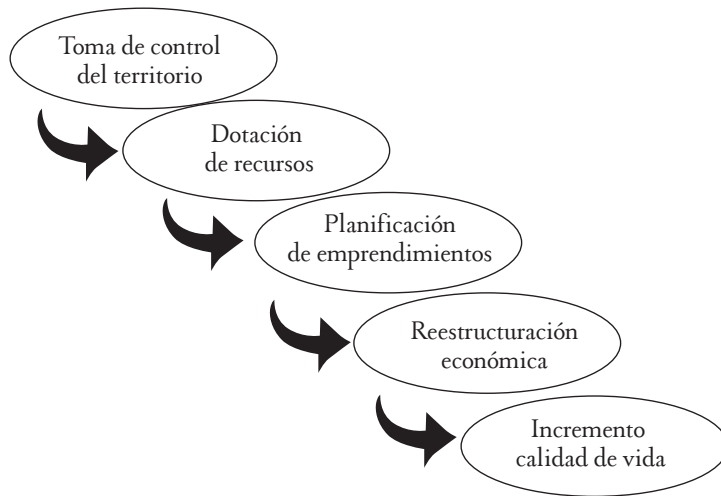 Toma de control
del territorio
Dotación
de recursos
Planificación
de emprendimientos
Reestructuración
económica
Incremento
calidad de vida